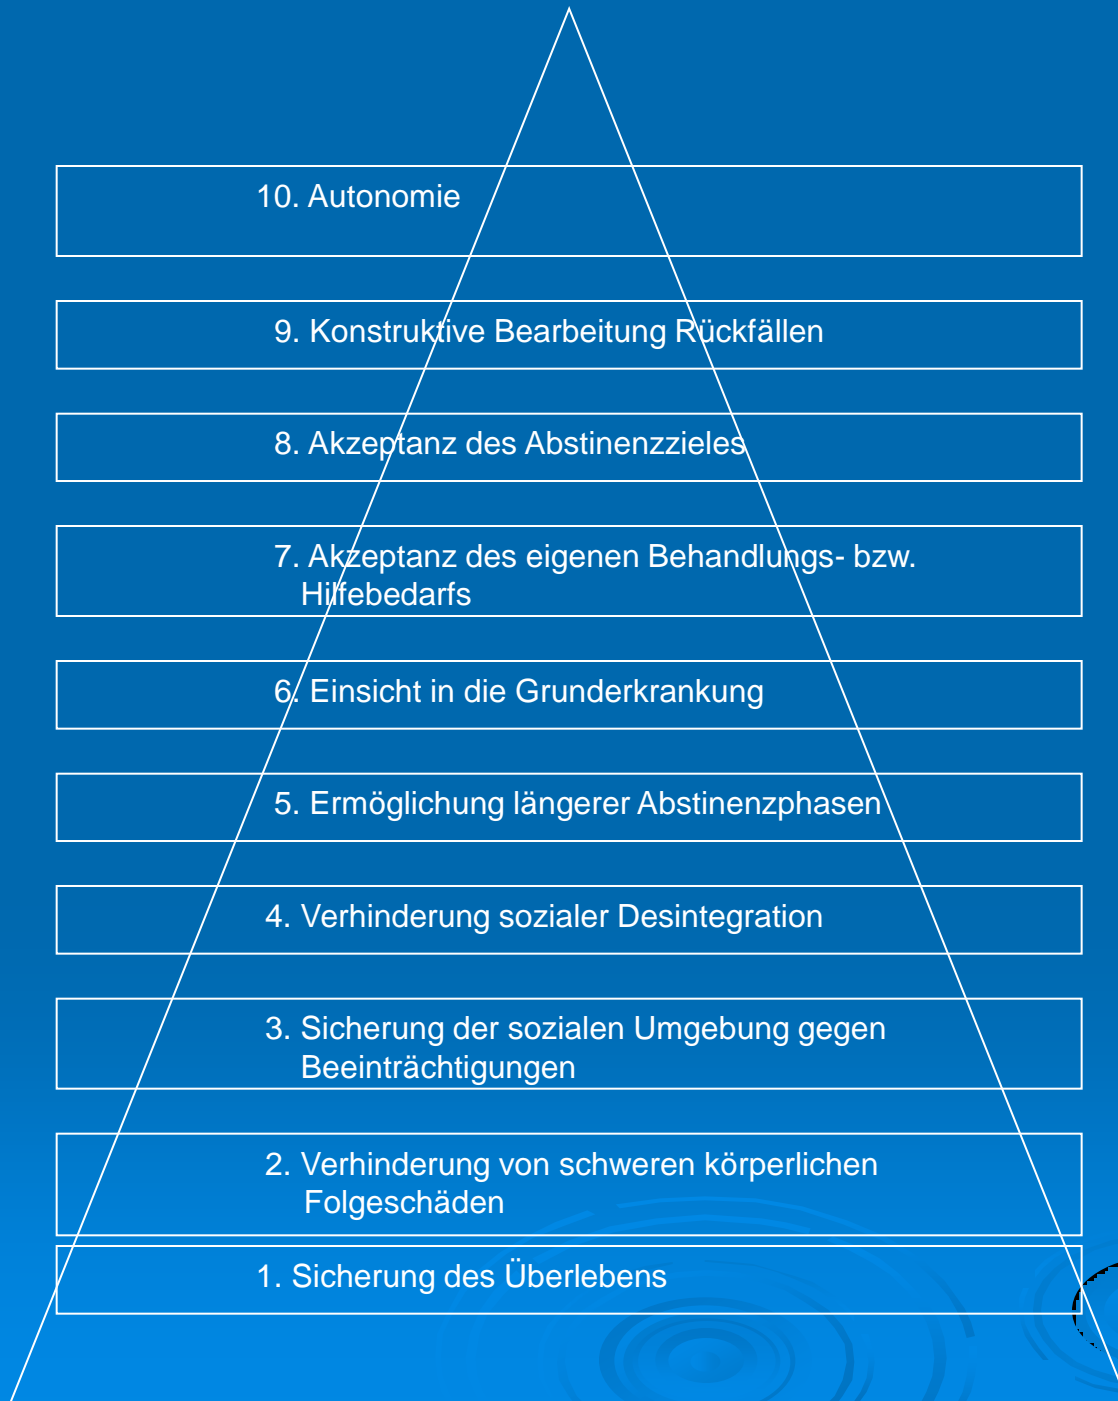 10. Autonomie
9. Konstruktive Bearbeitung Rückfällen
8. Akzeptanz des Abstinenzzieles
7. Akzeptanz des eigenen Behandlungs- bzw.
Hilfebedarfs
6. Einsicht in die Grunderkrankung
5. Ermöglichung längerer Abstinenzphasen
4. Verhinderung sozialer Desintegration
3. Sicherung der sozialen Umgebung gegen
Beeinträchtigungen
2. Verhinderung von schweren körperlichen
Folgeschäden
1. Sicherung des Überlebens